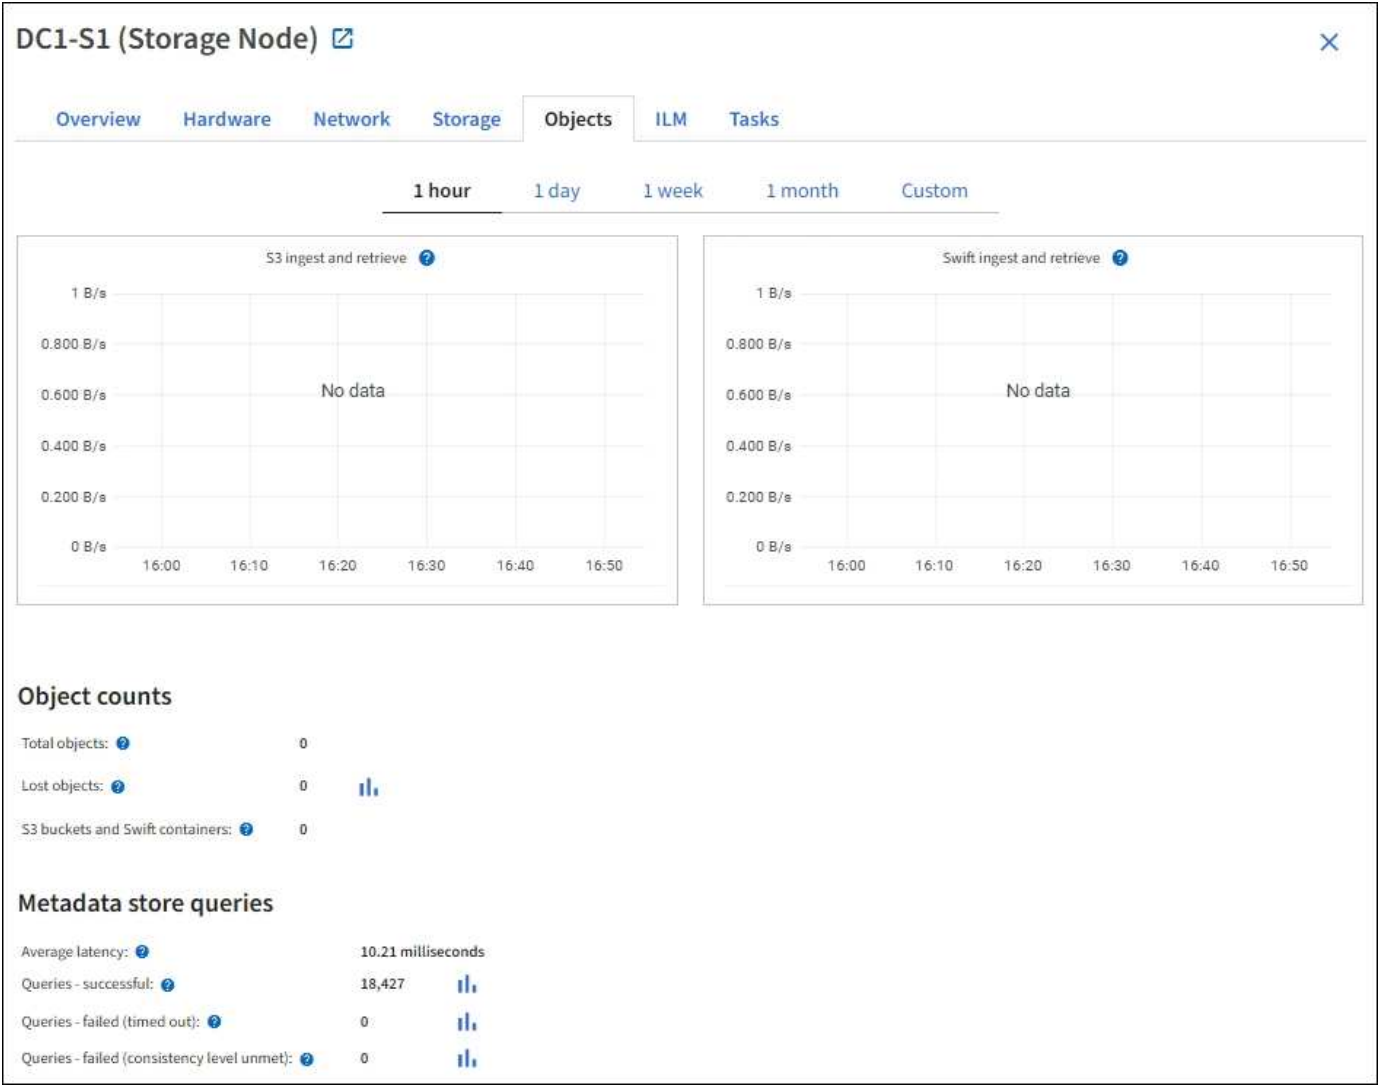 DC1-S1 (Storage Node)
Overview Hardware Network Storage Objects ILM Tasks
1 hour 1 day 1 week 1 month Custom
S3 ingest and retrieve
1 B/s
0.800 B/s
0.600 B/s
0.400 B/s
0.200 B/s
0 B/s
No data
16:00 16:10 16:20 16:30 16:40 16:50
Swift ingest and retrieve
1 B/s
0.800 B/s
0.600 B/s
0.400 B/s
0.200 B/s
0 B/s
No data
16:00 16:10 16:20 16:30 16:40 16:50
Object counts
Total objects: ? 0
Lost objects: ? 0
S3 buckets and Swift containers: ? 0
Metadata store queries
Average latency: ? 10.21 milliseconds
Queries - successful: ? 18,427
Queries - failed (timed out): ? 0
Queries - failed (consistency level unmet): ? 0